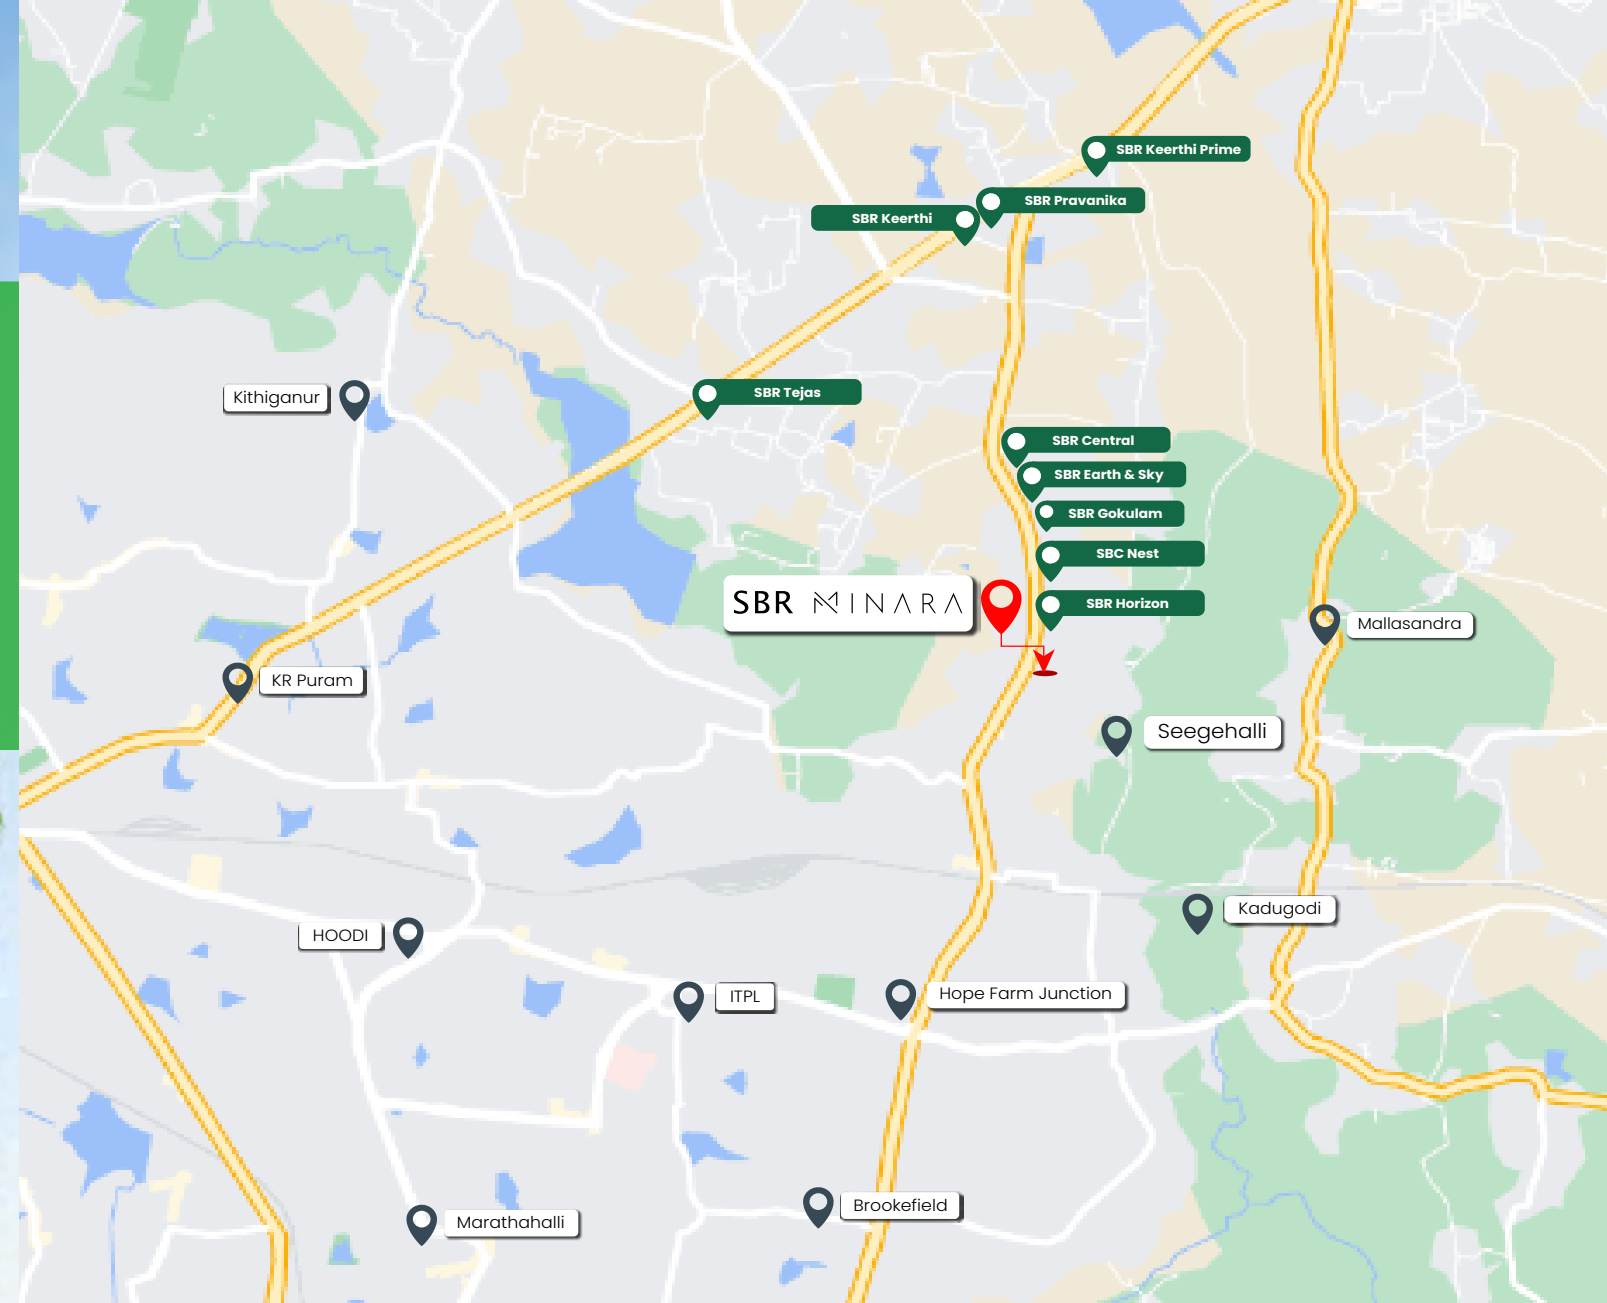 SBR Keerthi Prime
SBR Pravanika
SBR Keerthi
SBR Tejas
Kithiganur
SBR Central
SBR Earth & Sky
SBR Gokulam
SBC Nest
SBR MINARA
SBR Horizon
Mallasandra
KR Puram
Seegehalli
Kadugodi
HOODI
ITPL
Hope Farm Junction
Brookefield
Marathahalli